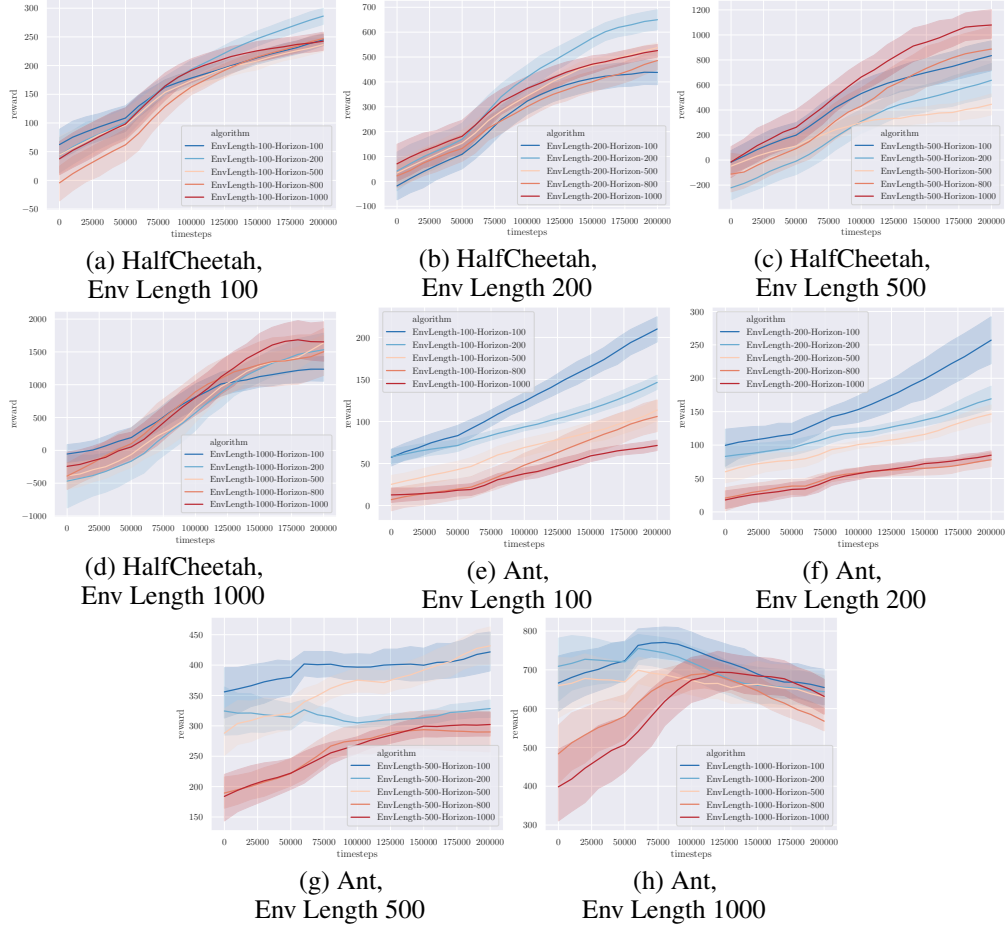 300
250
200
150
100
50
0
−50
reward
algorithm
EnvLength-100-Horizon-100
EnvLength-100-Horizon-200
EnvLength-100-Horizon-500
EnvLength-100-Horizon-800
EnvLength-100-Horizon-1000
0 25000 50000 75000 100000 125000 150000 175000 200000
timesteps
(a) HalfCheetah,
Env Length 100
700
600
500
400
300
200
100
0
−100
reward
algorithm
EnvLength-200-Horizon-100
EnvLength-200-Horizon-200
EnvLength-200-Horizon-500
EnvLength-200-Horizon-800
EnvLength-200-Horizon-1000
0 25000 50000 75000 100000 125000 150000 175000 200000
timesteps
(b) HalfCheetah,
Env Length 200
1200
1000
800
600
400
200
0
−200
reward
algorithm
EnvLength-500-Horizon-100
EnvLength-500-Horizon-200
EnvLength-500-Horizon-500
EnvLength-500-Horizon-800
EnvLength-500-Horizon-1000
0 25000 50000 75000 100000 125000 150000 175000 200000
timesteps
(c) HalfCheetah,
Env Length 500
2000
1500
1000
500
0
−500
−1000
reward
algorithm
EnvLength-1000-Horizon-100
EnvLength-1000-Horizon-200
EnvLength-1000-Horizon-500
EnvLength-1000-Horizon-800
EnvLength-1000-Horizon-1000
0 25000 50000 75000 100000 125000 150000 175000 200000
timesteps
(d) HalfCheetah,
Env Length 1000
200
150
100
50
0
reward
algorithm
EnvLength-100-Horizon-100
EnvLength-100-Horizon-200
EnvLength-100-Horizon-500
EnvLength-100-Horizon-800
EnvLength-100-Horizon-1000
0 25000 50000 75000 100000 125000 150000 175000 200000
timesteps
(e) Ant,
Env Length 100
300
250
200
150
100
50
0
reward
algorithm
EnvLength-200-Horizon-100
EnvLength-200-Horizon-200
EnvLength-200-Horizon-500
EnvLength-200-Horizon-800
EnvLength-200-Horizon-1000
0 25000 50000 75000 100000 125000 150000 175000 200000
timesteps
(f) Ant,
Env Length 200
450
400
350
300
250
200
150
reward
algorithm
EnvLength-500-Horizon-100
EnvLength-500-Horizon-200
EnvLength-500-Horizon-500
EnvLength-500-Horizon-800
EnvLength-500-Horizon-1000
0 25000 50000 75000 100000 125000 150000 175000 200000
timesteps
(g) Ant,
Env Length 500
800
700
600
500
400
300
reward
algorithm
EnvLength-1000-Horizon-100
EnvLength-1000-Horizon-200
EnvLength-1000-Horizon-500
EnvLength-1000-Horizon-800
EnvLength-1000-Horizon-1000
0 25000 50000 75000 100000 125000 150000 175000 200000
timesteps
(h) Ant,
Env Length 1000